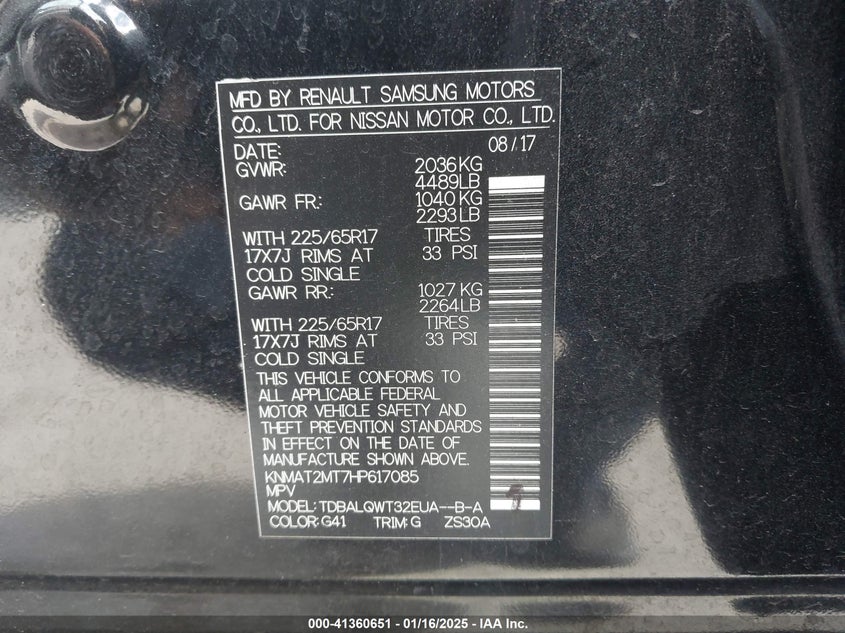 MFD BY RENAULT SAMSUNG MOTORS
CO., LTD. FOR NISSAN MOTOR CO., LTD.
DATE: 08/17
GVWR: 2036KG
4489LB
GAWR FR.: 1040KG
2293LB
WITH 225/65R17 TIRES
17X7J RIMS AT 33 PSI
COLD SINGLE
GAWR RR.: 1027KG
2264LB
WITH 225/65R17 TIRES
17X7J RIMS AT 33 PSI
COLD SINGLE
THIS VEHICLE CONFORMS TO
ALL APPLICABLE FEDERAL
MOTOR VEHICLE SAFETY AND
THEFT PREVENTION STANDARDS
IN EFFECT ON THE DATE OF
MANUFACTURE SHOWN ABOVE.
KNMAT2MT7HP617085
MPV
MODEL: TDBALQWT32EUA--B-A
COLOR: G41 TRIM: G ZS30A
000-41360651 - 01/16/2025 - IAA Inc.